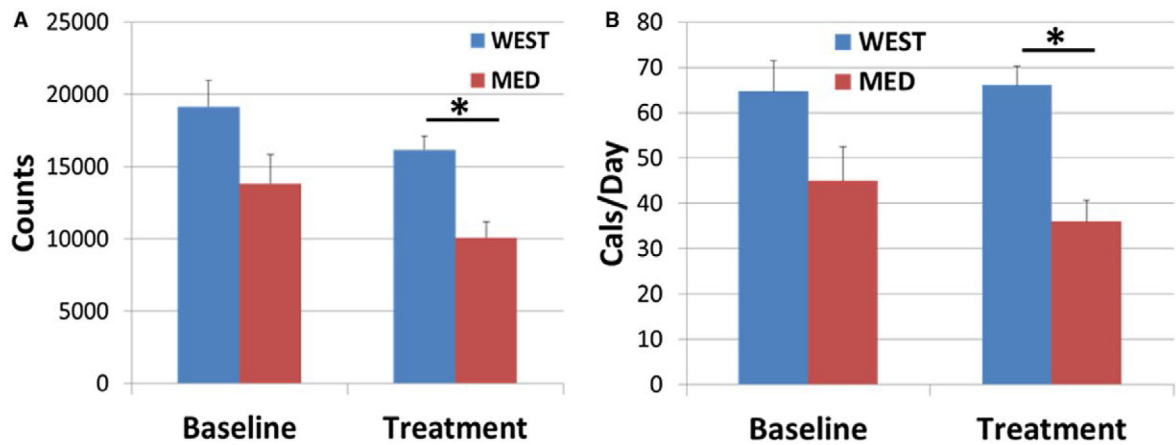 A
25000
20000
15000
10000
5000
0
Counts
WEST
MED
*
Baseline Treatment
B
80
70
60
50
40
30
20
10
0
Cals/Day
WEST
MED
*
Baseline Treatment